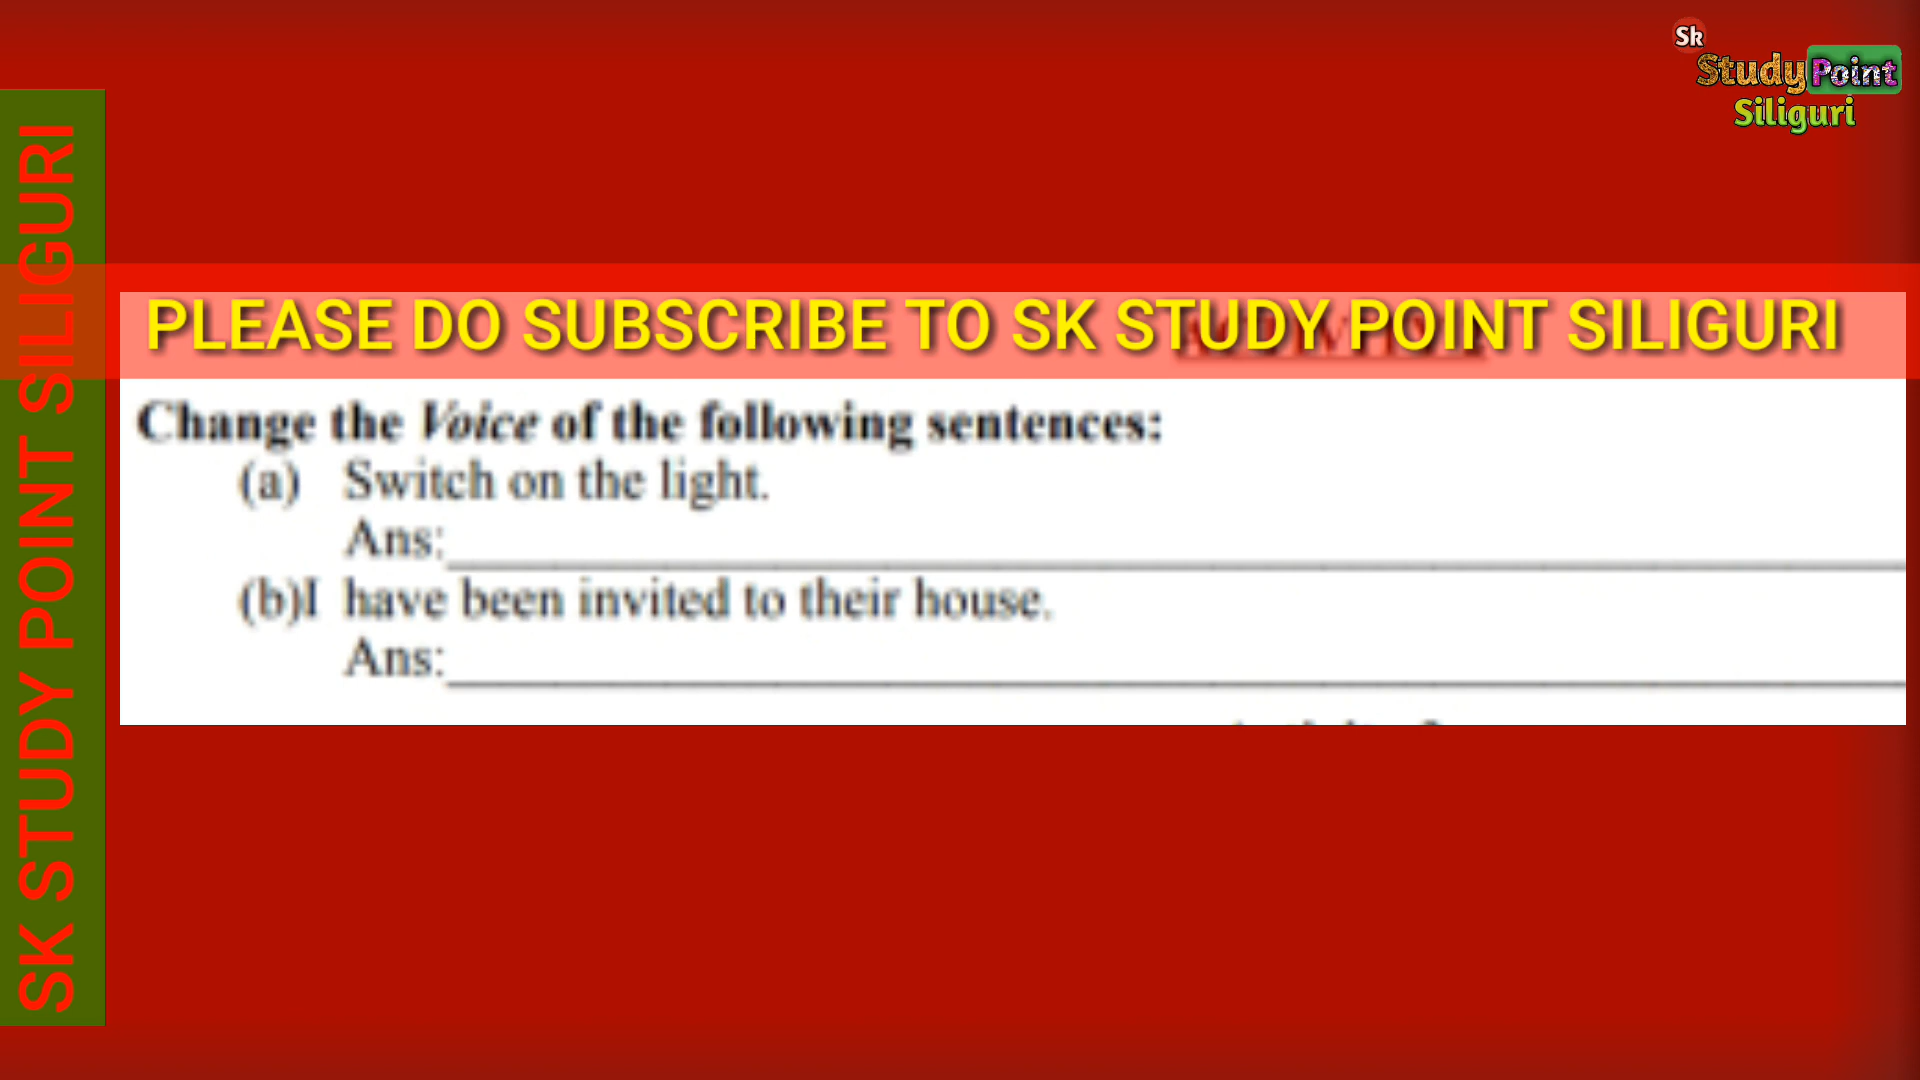 Sk
Study Point
Siliguri
SK STUDY POINT SILIGURI
PLEASE DO SUBSCRIBE TO SK STUDY POINT SILIGURI
Change the Voice of the following sentences:
(a) Switch on the light.
Ans:
(b)I have been invited to their house.
Ans: